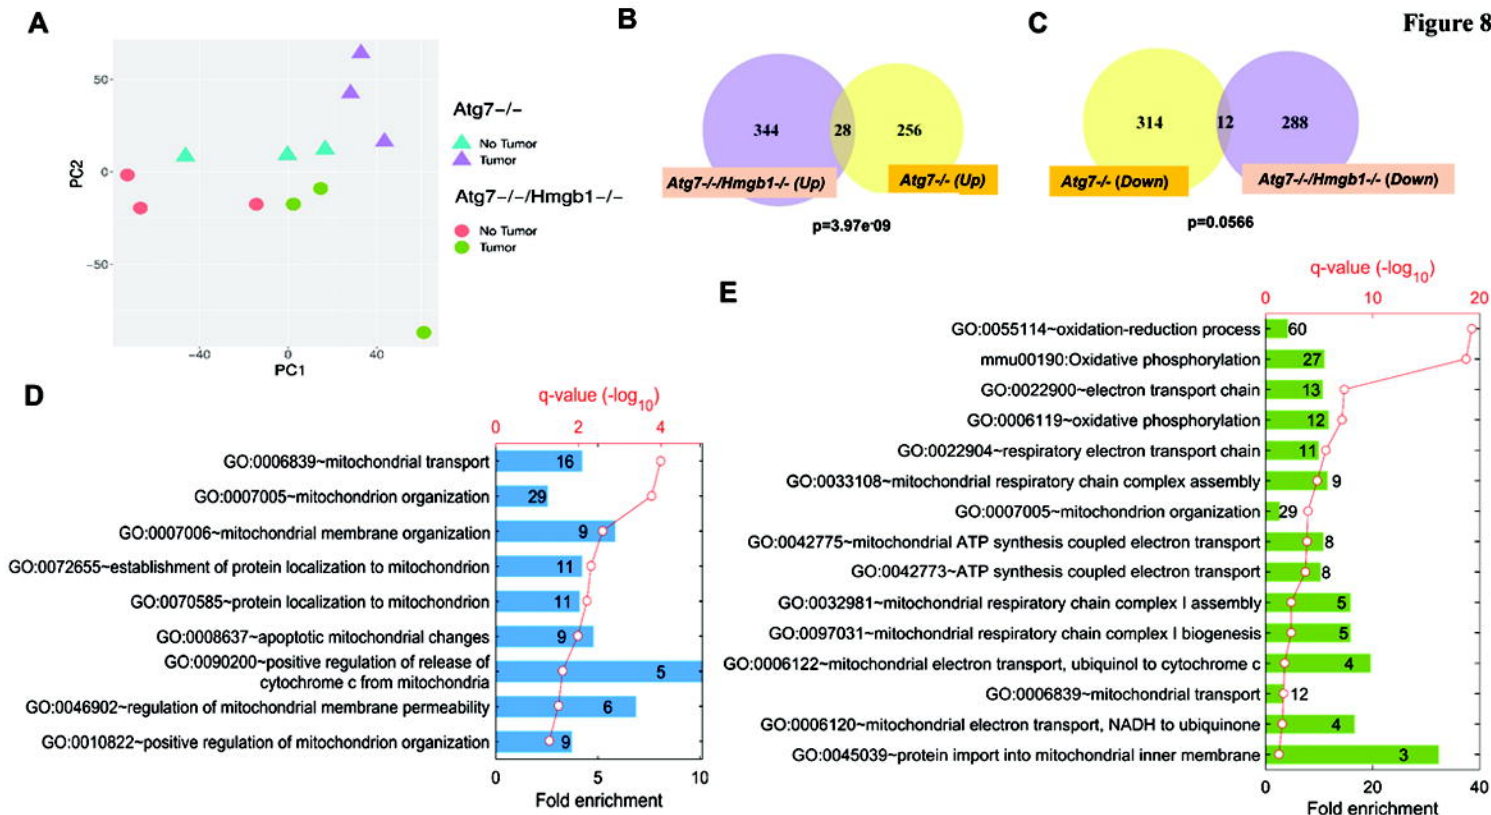 Figure 8
A
50
0
−50
PC2
−40
0
40
PC1
Atg7−/−
No Tumor
Tumor
Atg7−/−/Hmgb1−/−
No Tumor
Tumor
B
344
28
256
Atg7-/-/Hmgb1-/- (Up)
Atg7-/- (Up)
p=3.97e-09
C
314
12
288
Atg7-/- (Down)
Atg7-/-/Hmgb1-/- (Down)
p=0.0566
D
q-value (-log10)
0 2 4
GO:0006839~mitochondrial transport 16
GO:0007005~mitochondrion organization 29
GO:0007006~mitochondrial membrane organization 9
GO:0072655~establishment of protein localization to mitochondrion 11
GO:0070585~protein localization to mitochondrion 11
GO:0008637~apoptotic mitochondrial changes 9
GO:0090200~positive regulation of release of
cytochrome c from mitochondria 5
GO:0046902~regulation of mitochondrial membrane permeability 6
GO:0010822~positive regulation of mitochondrion organization 9
0 5 10
Fold enrichment
E
q-value (-log10)
0 10 20
GO:0055114~oxidation-reduction process 60
mmu00190:Oxidative phosphorylation 27
GO:0022900~electron transport chain 13
GO:0006119~oxidative phosphorylation 12
GO:0022904~respiratory electron transport chain 11
GO:0033108~mitochondrial respiratory chain complex assembly 9
GO:0007005~mitochondrion organization 29
GO:0042775~mitochondrial ATP synthesis coupled electron transport 8
GO:0042773~ATP synthesis coupled electron transport 8
GO:0032981~mitochondrial respiratory chain complex I assembly 5
GO:0097031~mitochondrial respiratory chain complex I biogenesis 5
GO:0006122~mitochondrial electron transport, ubiquinol to cytochrome c 4
GO:0006839~mitochondrial transport 12
GO:0006120~mitochondrial electron transport, NADH to ubiquinone 4
GO:0045039~protein import into mitochondrial inner membrane 3
0 20 40
Fold enrichment